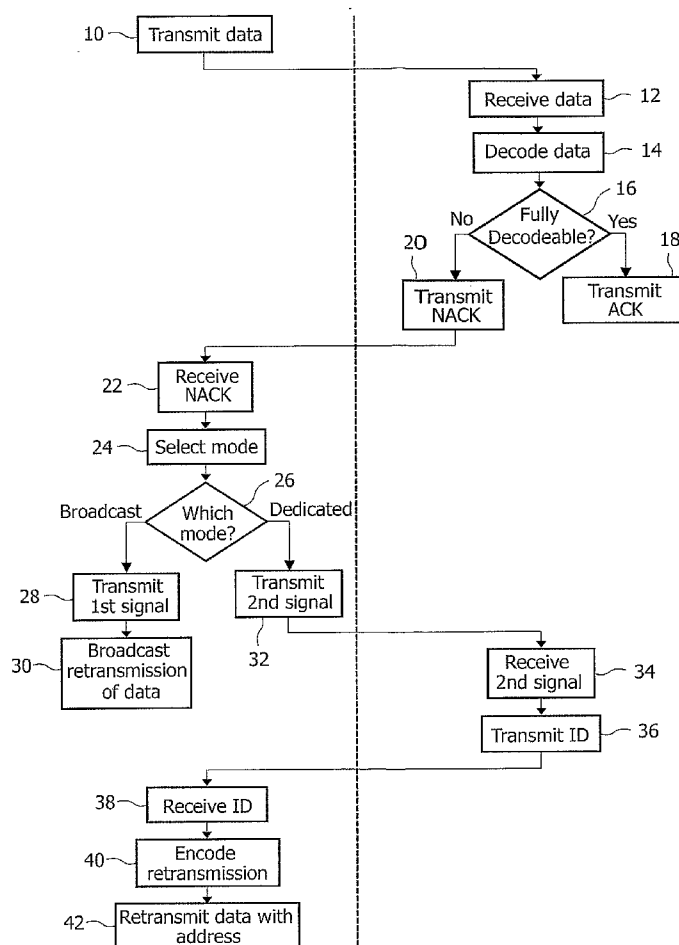 10
Transmit data
Receive data
12
Decode data
14
16
No
Fully
Decodeable?
Yes
20
Transmit
NACK
18
Transmit
ACK
22
Receive
NACK
24
Select mode
26
Broadcast
Which
mode?
Dedicated
28
Transmit
1st signal
Transmit
2nd signal
32
30
Broadcast
retransmission
of data
Receive
2nd signal
34
Transmit ID
36
38
Receive ID
40
Encode
retransmission
42
Retransmit data with
address